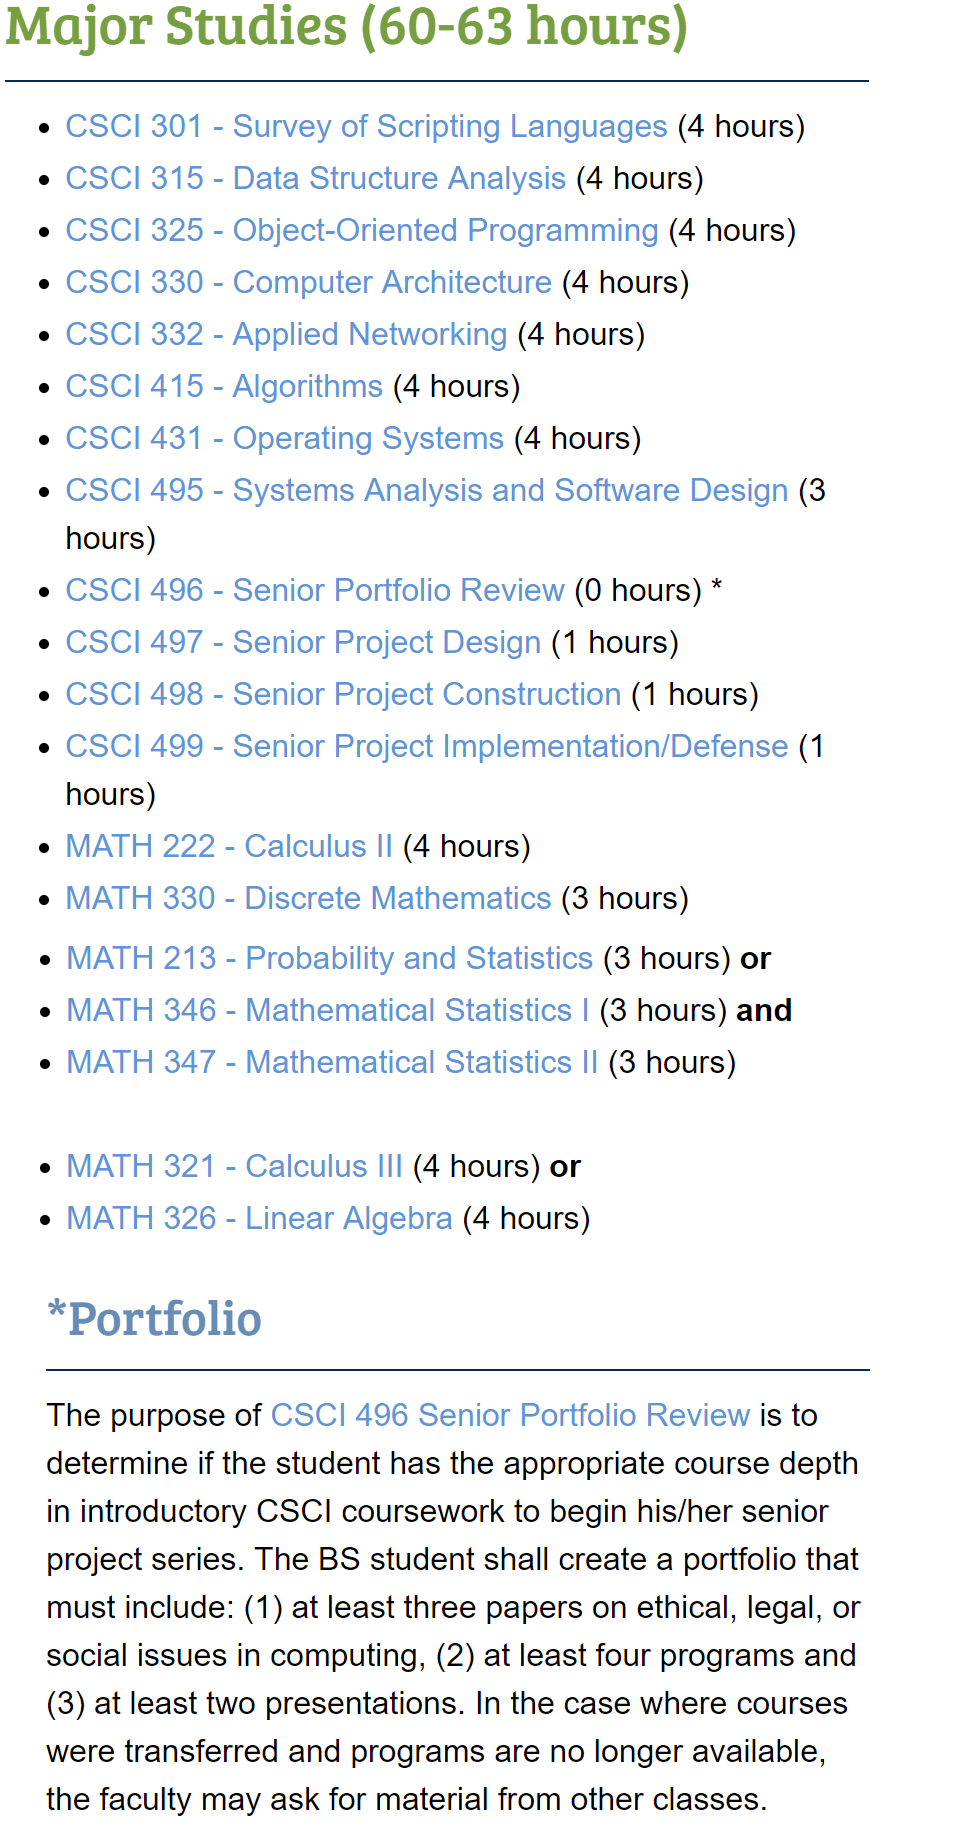 Major Studies (60-63 hours)
• CSCI 301 - Survey of Scripting Languages (4 hours)
• CSCI 315 - Data Structure Analysis (4 hours)
• CSCI 325 - Object-Oriented Programming (4 hours)
• CSCI 330 - Computer Architecture (4 hours)
• CSCI 332 - Applied Networking (4 hours)
• CSCI 415 - Algorithms (4 hours)
• CSCI 431 - Operating Systems (4 hours)
• CSCI 495 - Systems Analysis and Software Design (3
hours)
• CSCI 496 - Senior Portfolio Review (0 hours) *
• CSCI 497 - Senior Project Design (1 hours)
• CSCI 498 - Senior Project Construction (1 hours)
• CSCI 499 - Senior Project Implementation/Defense (1
hours)
• MATH 222 - Calculus II (4 hours)
• MATH 330 - Discrete Mathematics (3 hours)
• MATH 213 - Probability and Statistics (3 hours) or
• MATH 346 - Mathematical Statistics I (3 hours) and
• MATH 347 - Mathematical Statistics II (3 hours)
• MATH 321 - Calculus III (4 hours) or
• MATH 326 - Linear Algebra (4 hours)
*Portfolio
The purpose of CSCI 496 Senior Portfolio Review is to
determine if the student has the appropriate course depth
in introductory CSCI coursework to begin his/her senior
project series. The BS student shall create a portfolio that
must include: (1) at least three papers on ethical, legal, or
social issues in computing, (2) at least four programs and
(3) at least two presentations. In the case where courses
were transferred and programs are no longer available,
the faculty may ask for material from other classes.